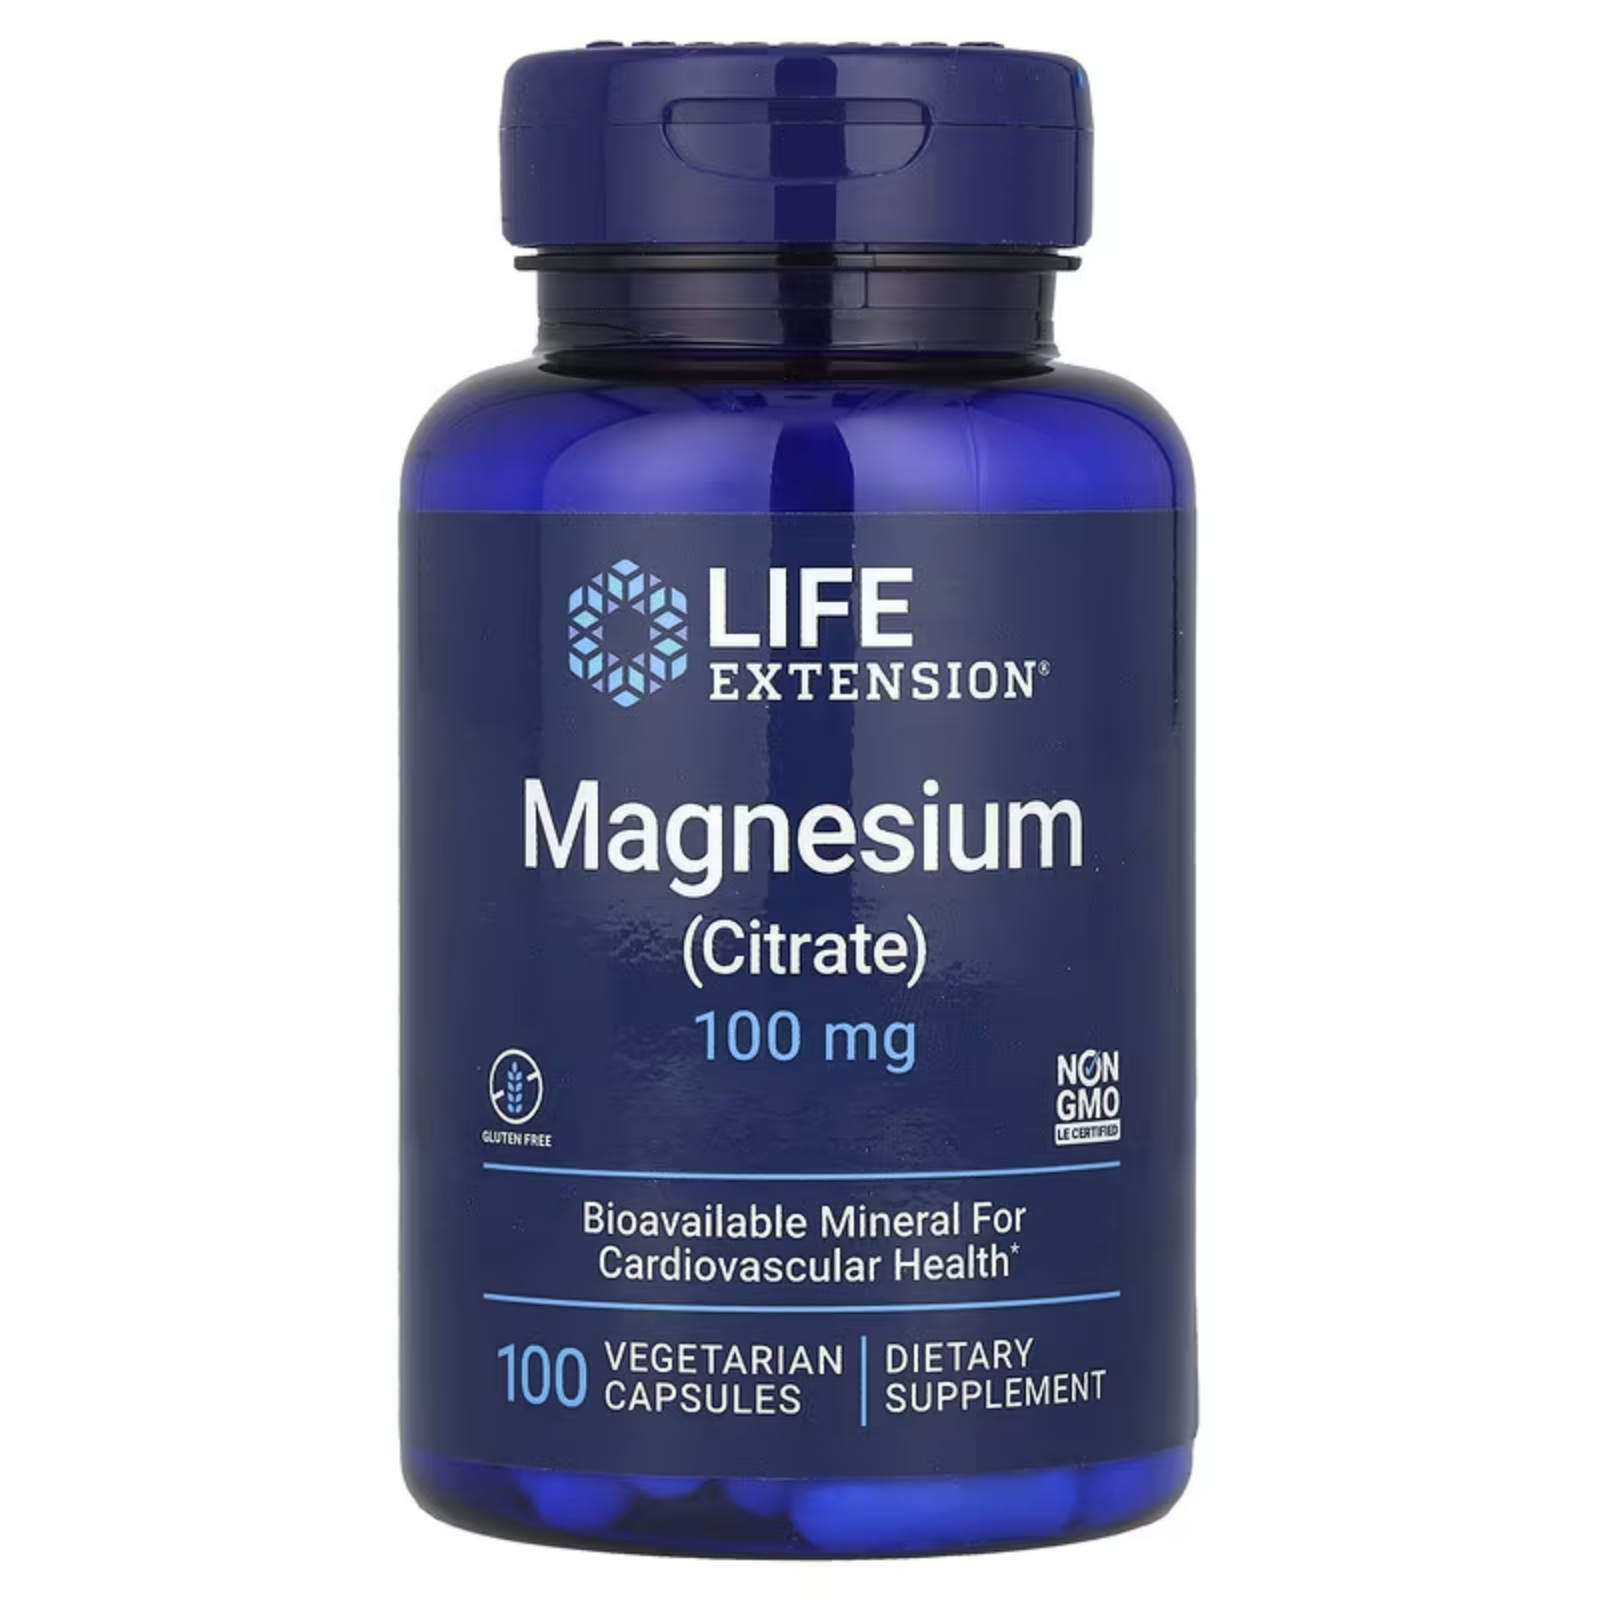 LIFE
EXTENSION®
Magnesium
(Citrate)
100 mg
GLUTEN FREE
NON
GMO
LE CERTIFIED
Bioavailable Mineral For
Cardiovascular Health*
100 VEGETARIAN CAPSULES
DIETARY SUPPLEMENT